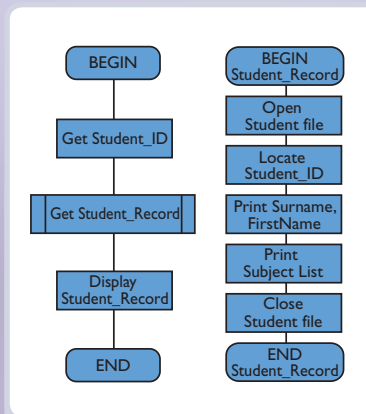 BEGIN
Get Student_ID
Get Student_Record
Display
Student_Record
END
BEGIN
Student_Record
Open
Student file
Locate
Student_ID
Print Surname,
FirstName
Print
Subject List
Close
Student file
END
Student_Record